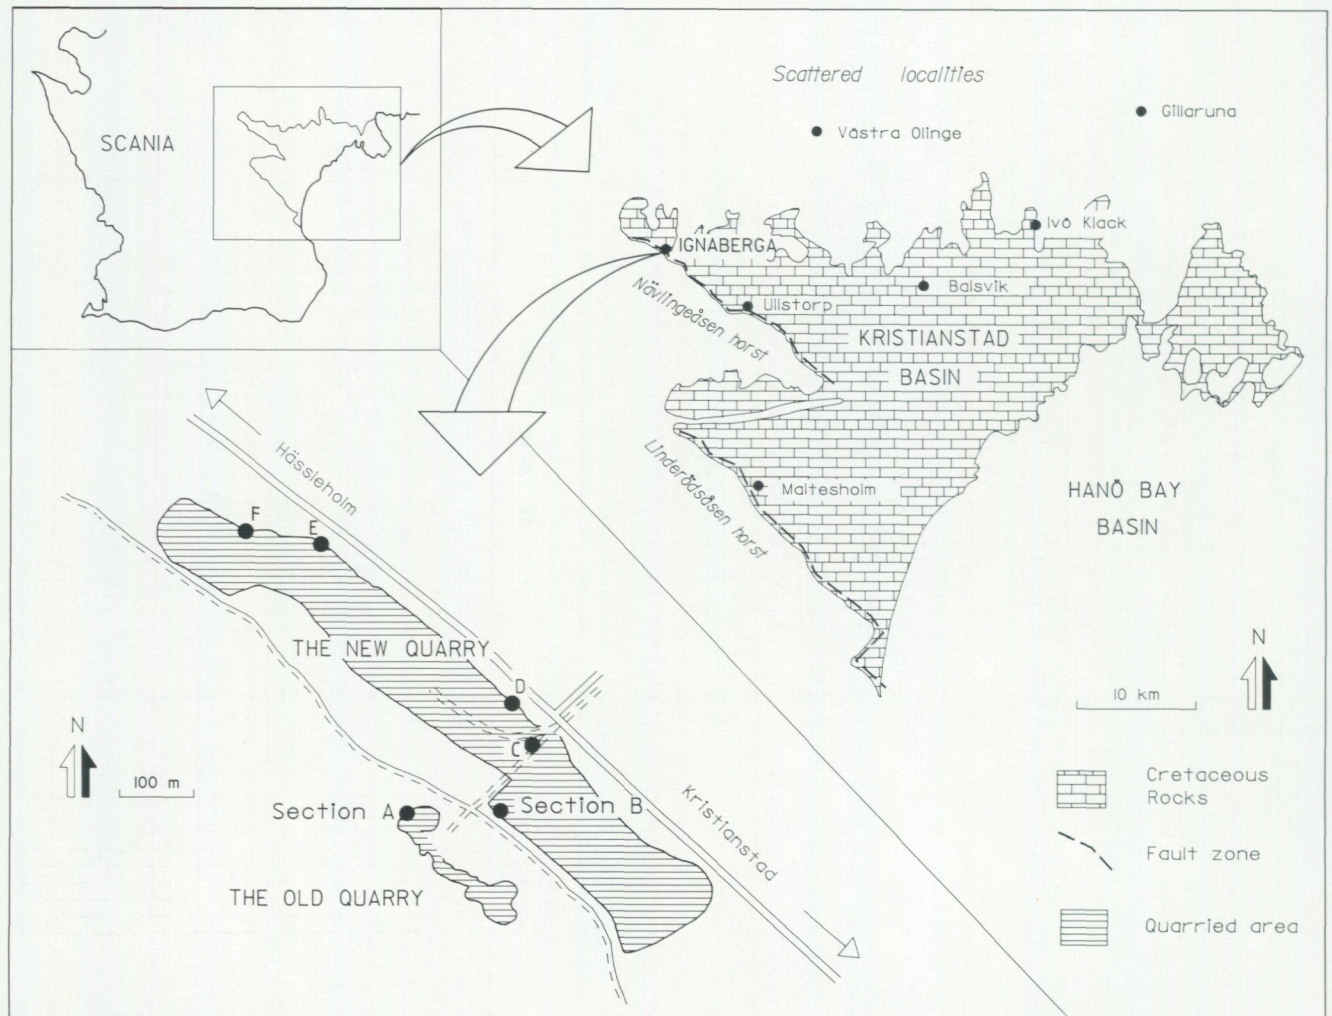 SCANIA
Scattered localities
Västra Olinge
Gillaruna
Ivö Klack
IGNABERGA
Balsvik
Ullstorp
Nävlingeåsen horst
KRISTIANSTAD
BASIN
Linderödsåsen horst
Maltesholm
HANÖ BAY
BASIN
N
10 km
Cretaceous
Rocks
Fault zone
Quarried area
Hässleholm
F
E
THE NEW QUARRY
D
C
N
100 m
Section A
Section B
Kristianstad
THE OLD QUARRY